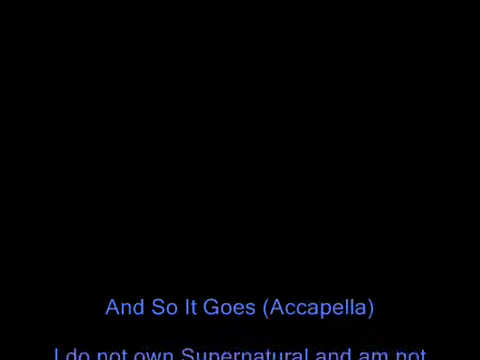 And So It Goes (Accapella)
I do not own Supernatural and am not